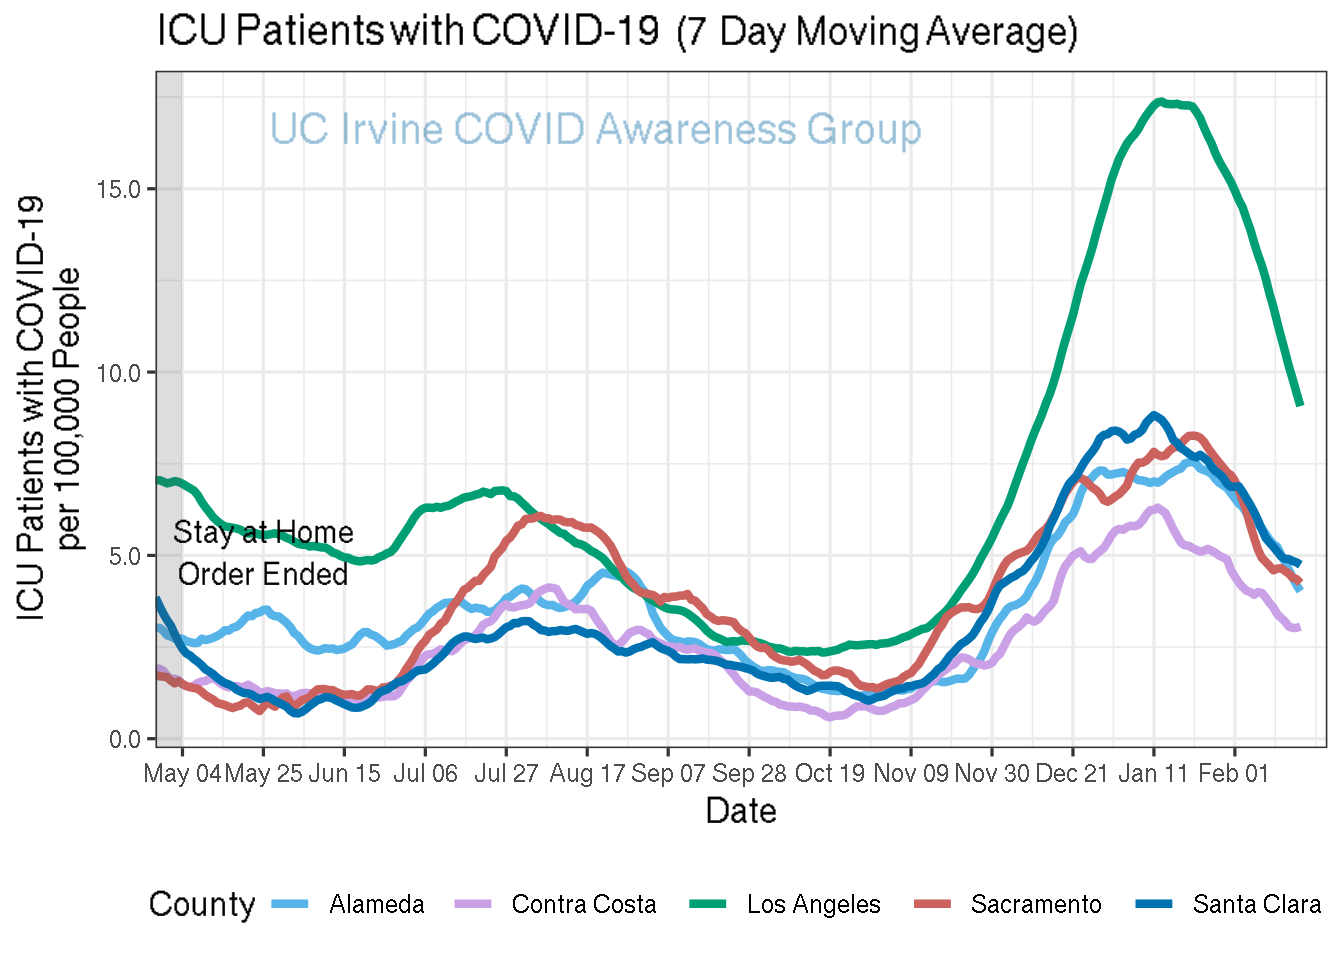 ICU Patients with COVID-19 (7 Day Moving Average)
UC Irvine COVID Awareness Group
ICU Patients with COVID-19
per 100,000 People
15.0
10.0
5.0
0.0
Stay at Home
Order Ended
May 04 May 25 Jun 15 Jul 06 Jul 27 Aug 17 Sep 07 Sep 28 Oct 19 Nov 09 Nov 30 Dec 21 Jan 11 Feb 01
Date
County Alameda Contra Costa Los Angeles Sacramento Santa Clara